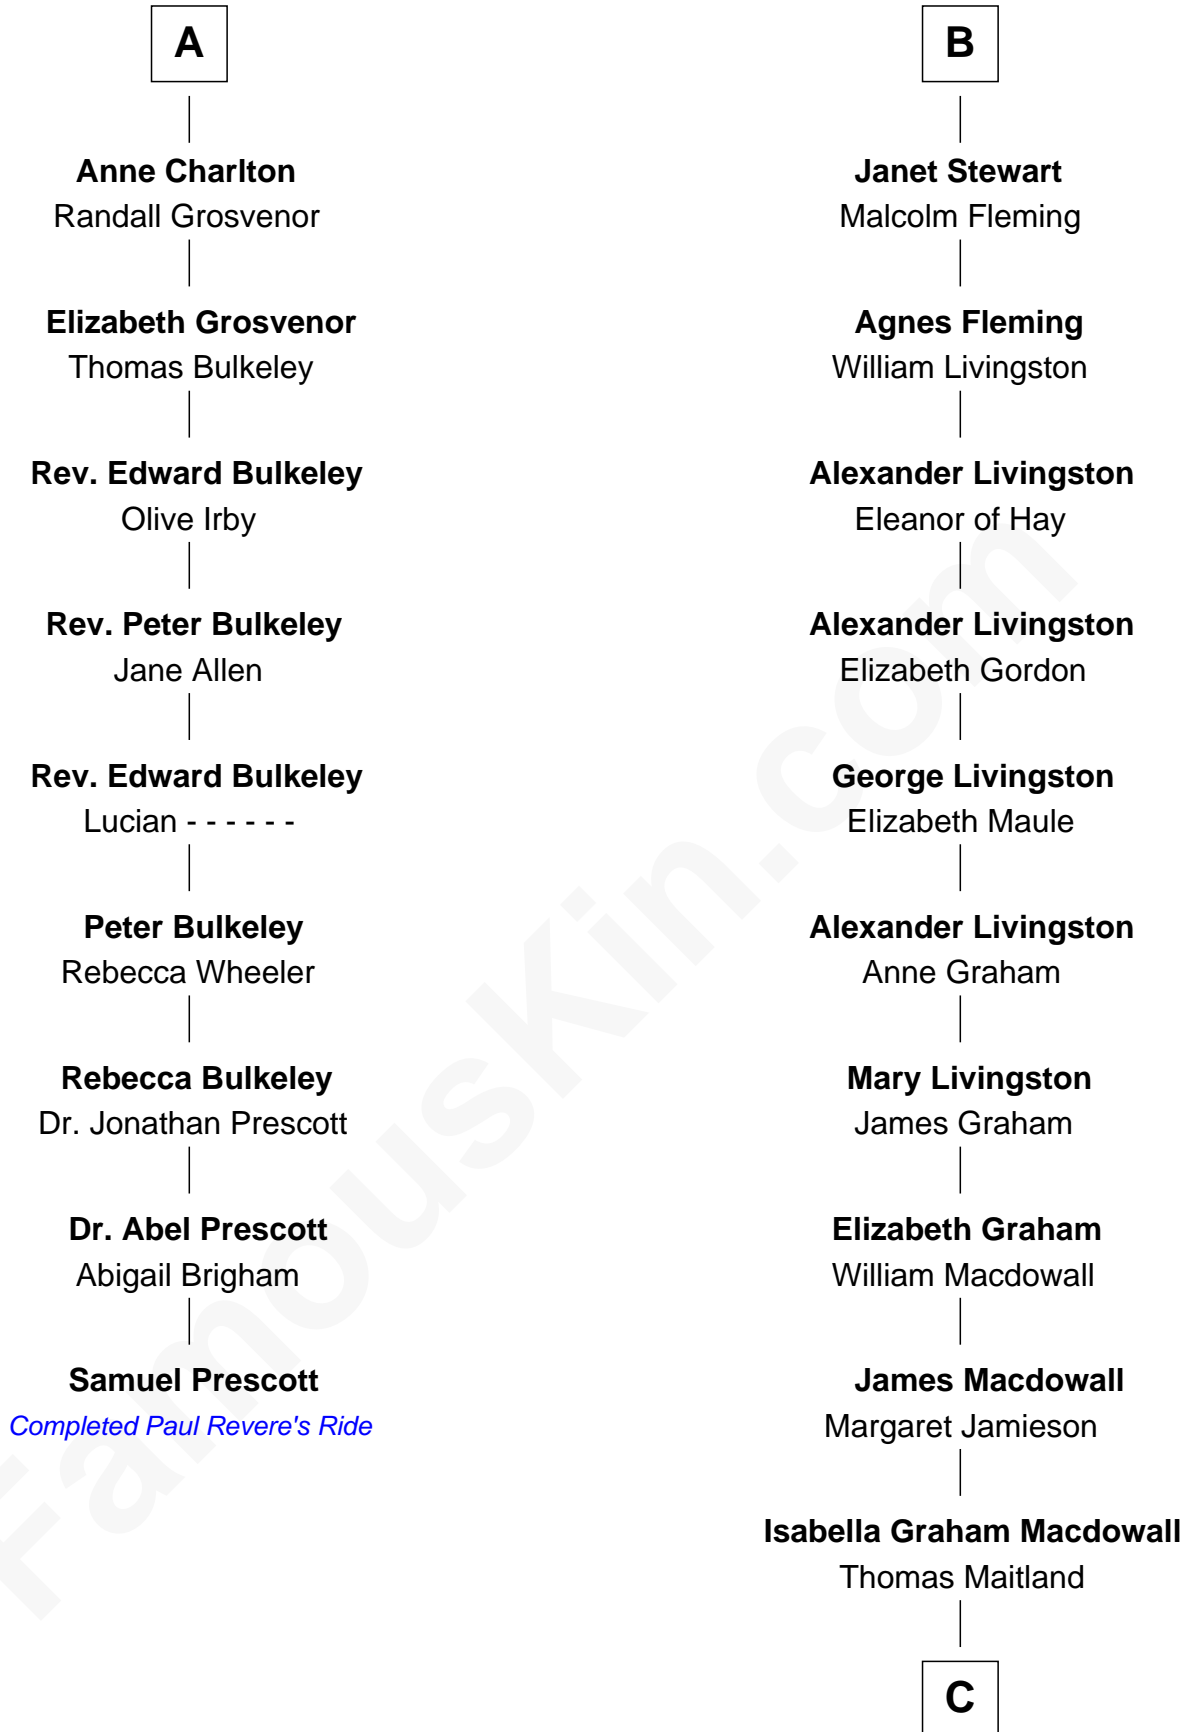 A
Anne Charlton
Randall Grosvenor
Elizabeth Grosvenor
Thomas Bulkeley
Rev. Edward Bulkeley
Olive Irby
Rev. Peter Bulkeley
Jane Allen
Rev. Edward Bulkeley
Lucian - - - - - -
Peter Bulkeley
Rebecca Wheeler
Rebecca Bulkeley
Dr. Jonathan Prescott
Dr. Abel Prescott
Abigail Brigham
Samuel Prescott
Completed Paul Revere's Ride
B
Janet Stewart
Malcolm Fleming
Agnes Fleming
William Livingston
Alexander Livingston
Eleanor of Hay
Alexander Livingston
Elizabeth Gordon
George Livingston
Elizabeth Maule
Alexander Livingston
Anne Graham
Mary Livingston
James Graham
Elizabeth Graham
William Macdowall
James Macdowall
Margaret Jamieson
Isabella Graham Macdowall
Thomas Maitland
C
FamousKin.com